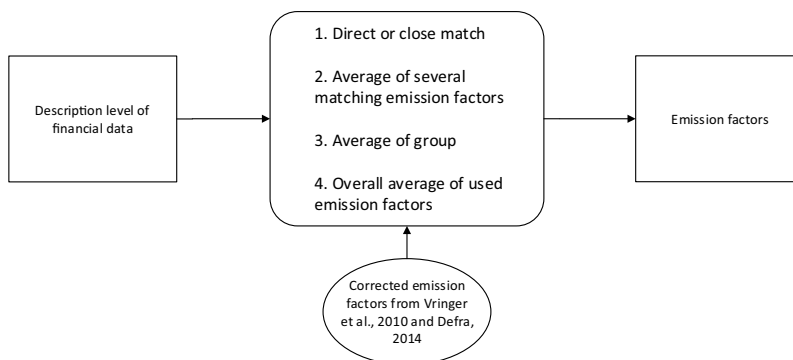 Description level of
financial data
1. Direct or close match
2. Average of several
matching emission factors
3. Average of group
4. Overall average of used
emission factors
Emission factors
Corrected emission
factors from Vringer
et al., 2010 and Defra,
2014